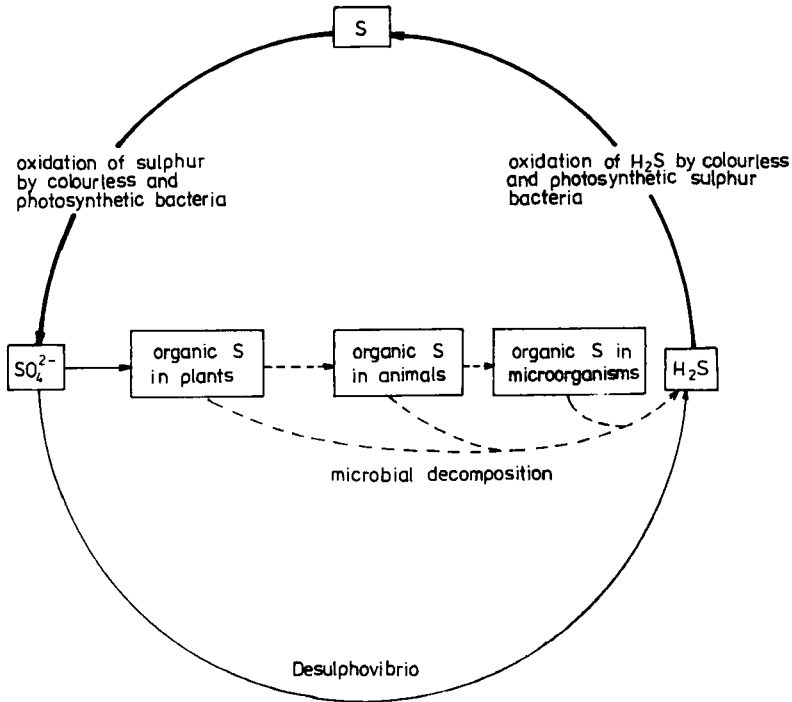 S
oxidation of sulphur
by colourless and
photosynthetic bacteria
oxidation of H₂S by colourless
and photosynthetic sulphur
bacteria
SO₄²⁻
organic S
in plants
organic S
in animals
organic S in
microorganisms
H₂S
microbial decomposition
Desulphovibrio